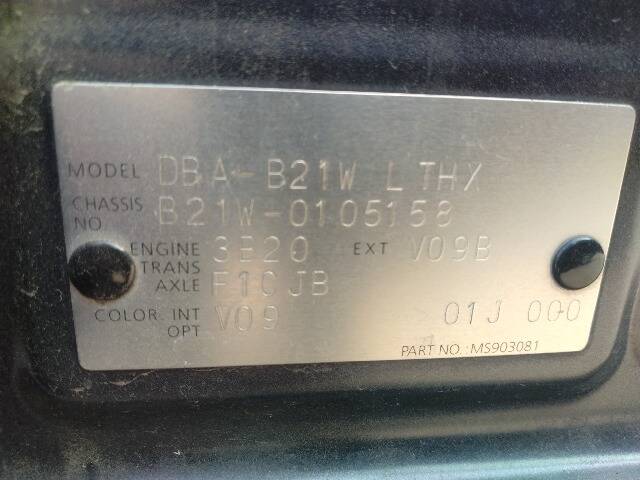 MODEL DBA-B21W LTHX
CHASSIS NO. B21W-0105158
ENGINE 3B20 EXT V09B
TRANS AXLE F1CJB
COLOR: INT V09 01J 000
OPT
PART NO.:MS903081